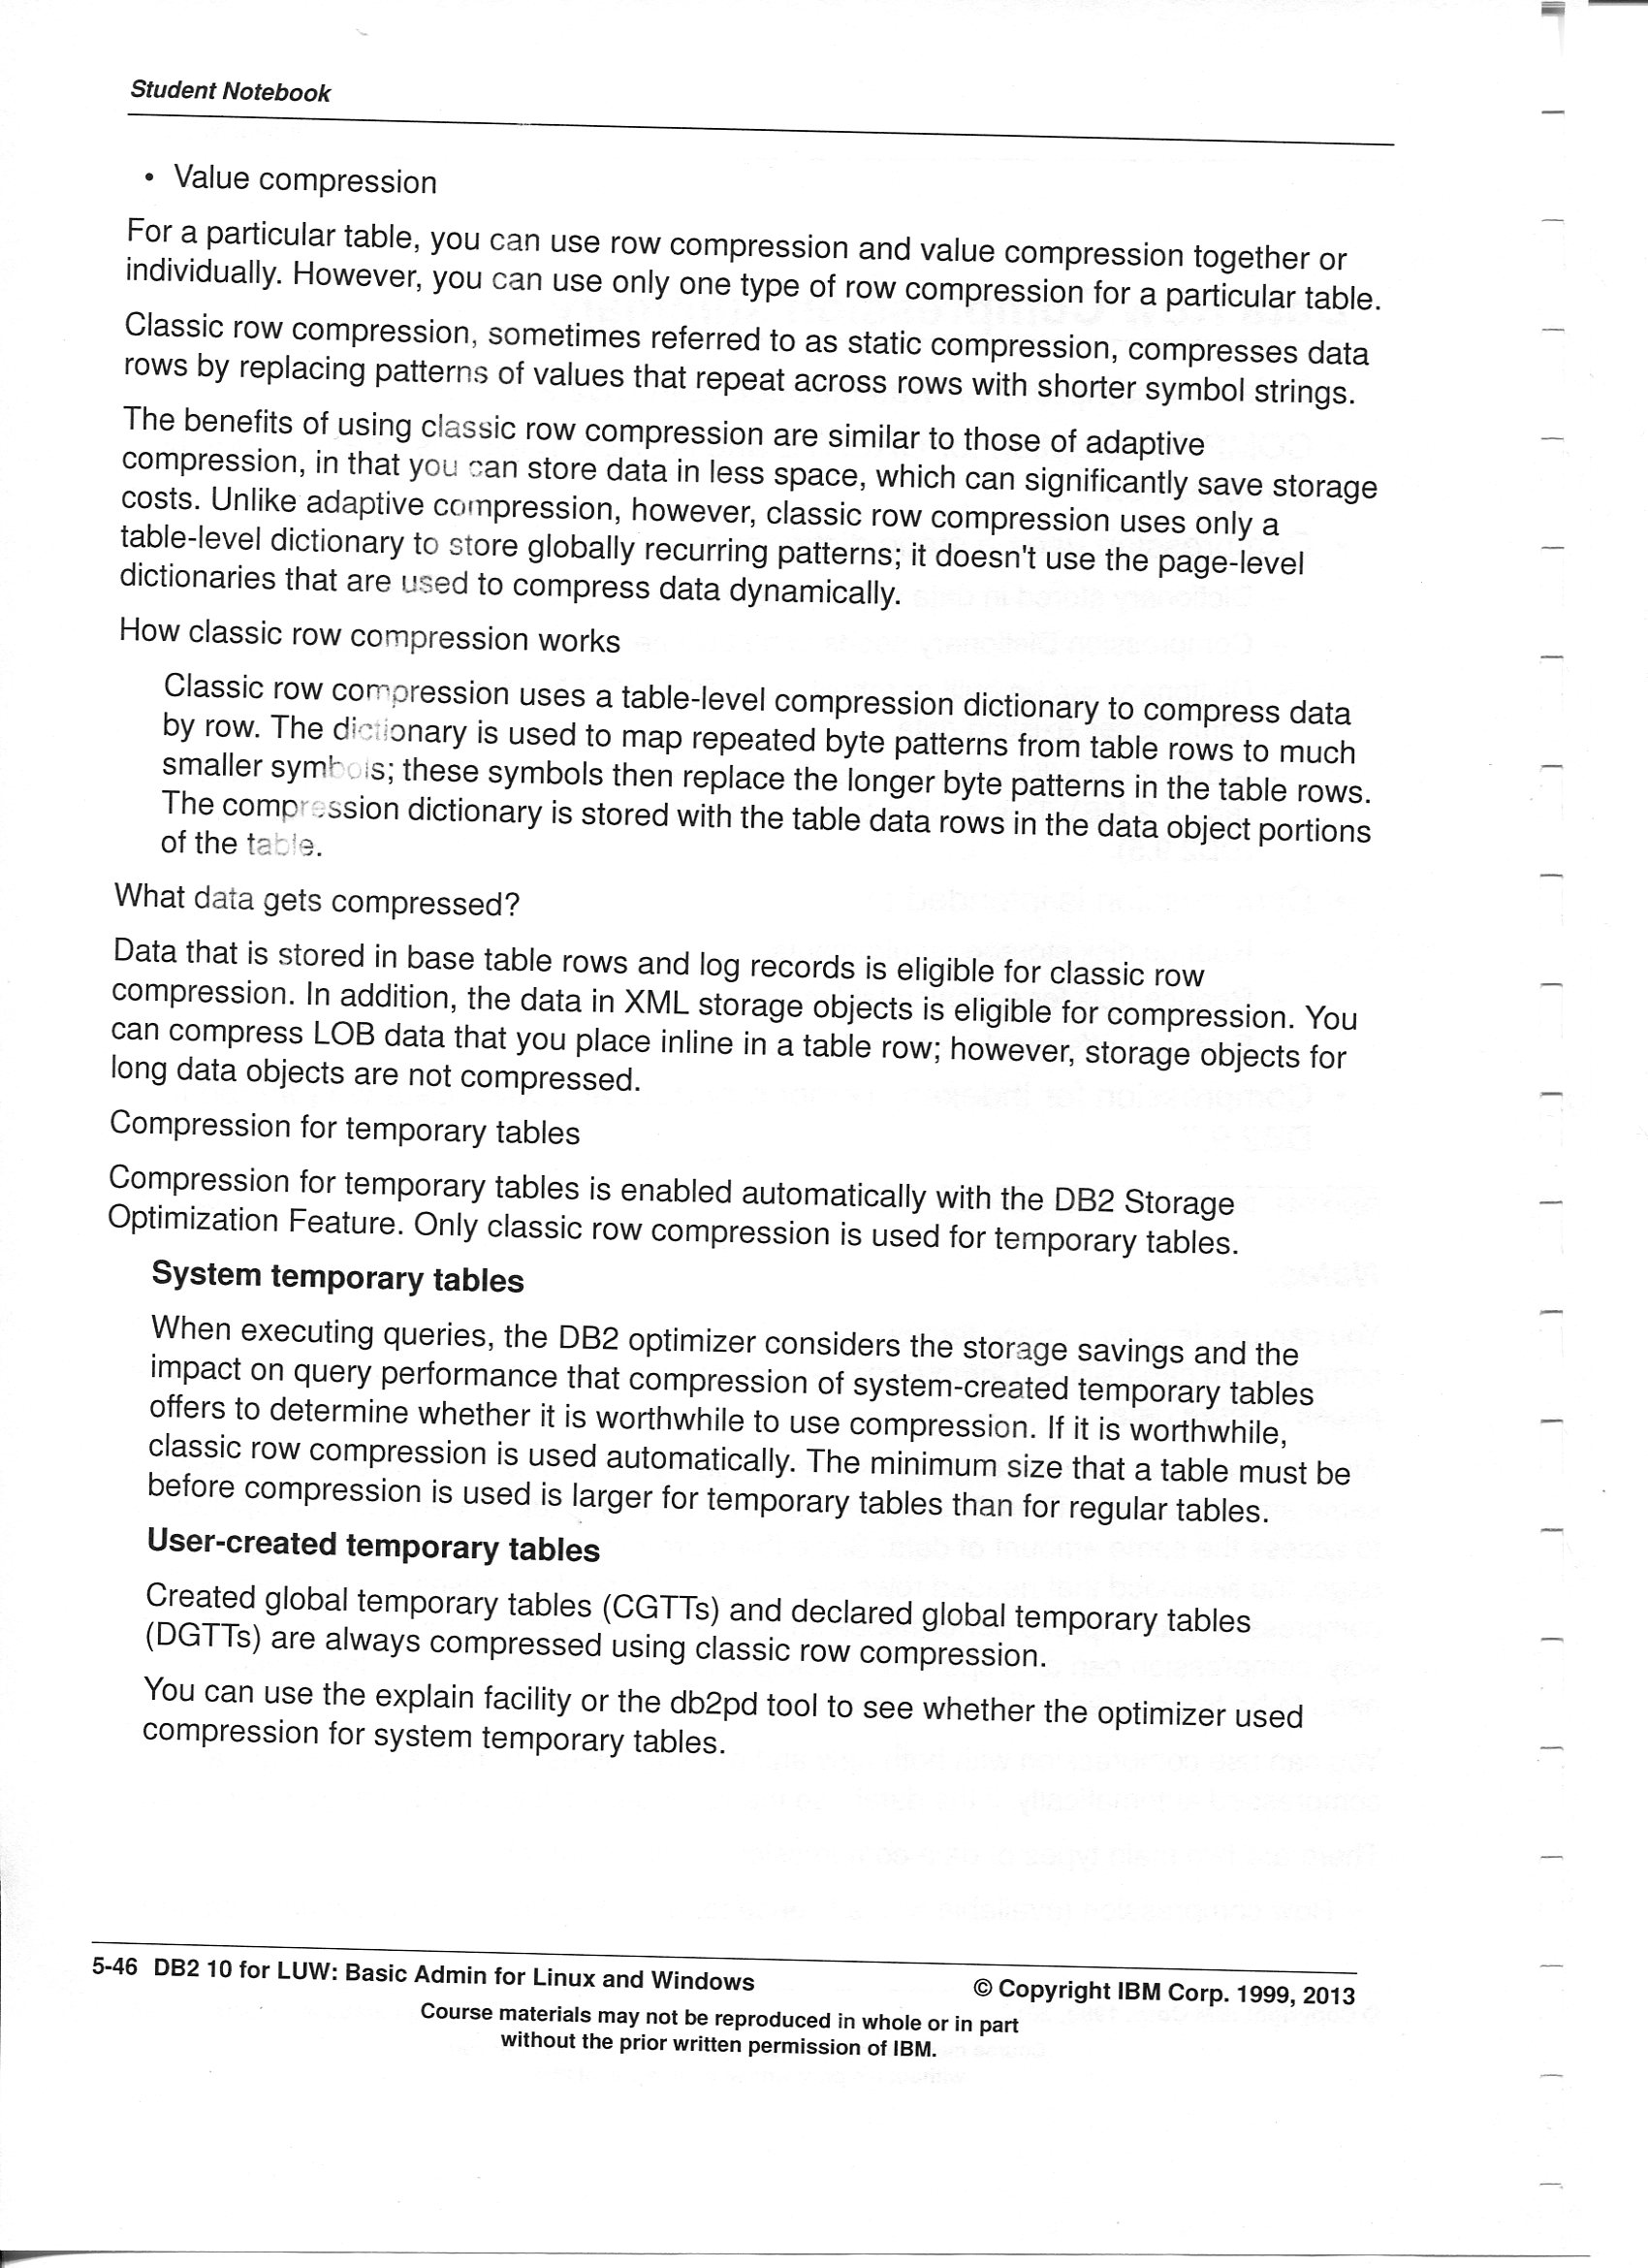 Student Notebook
• Value compression
For a particular table, you can use row compression and value compression together or
individually. However, you can use only one type of row compression for a particular table.
Classic row compression, sometimes referred to as static compression, compresses data
rows by replacing patterns of values that repeat across rows with shorter symbol strings.
The benefits of using classic row compression are similar to those of adaptive
compression, in that you can store data in less space, which can significantly save storage
costs. Unlike adaptive compression, however, classic row compression uses only a
table-level dictionary to store globally recurring patterns; it doesn't use the page-level
dictionaries that are used to compress data dynamically.
How classic row compression works
Classic row compression uses a table-level compression dictionary to compress data
by row. The dictionary is used to map repeated byte patterns from table rows to much
smaller symbols; these symbols then replace the longer byte patterns in the table rows.
The compression dictionary is stored with the table data rows in the data object portions
of the table.
What data gets compressed?
Data that is stored in base table rows and log records is eligible for classic row
compression. In addition, the data in XML storage objects is eligible for compression. You
can compress LOB data that you place inline in a table row; however, storage objects for
long data objects are not compressed.
Compression for temporary tables
Compression for temporary tables is enabled automatically with the DB2 Storage
Optimization Feature. Only classic row compression is used for temporary tables.
System temporary tables
When executing queries, the DB2 optimizer considers the storage savings and the
impact on query performance that compression of system-created temporary tables
offers to determine whether it is worthwhile to use compression. If it is worthwhile,
classic row compression is used automatically. The minimum size that a table must be
before compression is used is larger for temporary tables than for regular tables.
User-created temporary tables
Created global temporary tables (CGTTs) and declared global temporary tables
(DGTTs) are always compressed using classic row compression.
You can use the explain facility or the db2pd tool to see whether the optimizer used
compression for system temporary tables.
5-46 DB2 10 for LUW: Basic Admin for Linux and Windows
© Copyright IBM Corp. 1999, 2013
Course materials may not be reproduced in whole or in part
without the prior written permission of IBM.